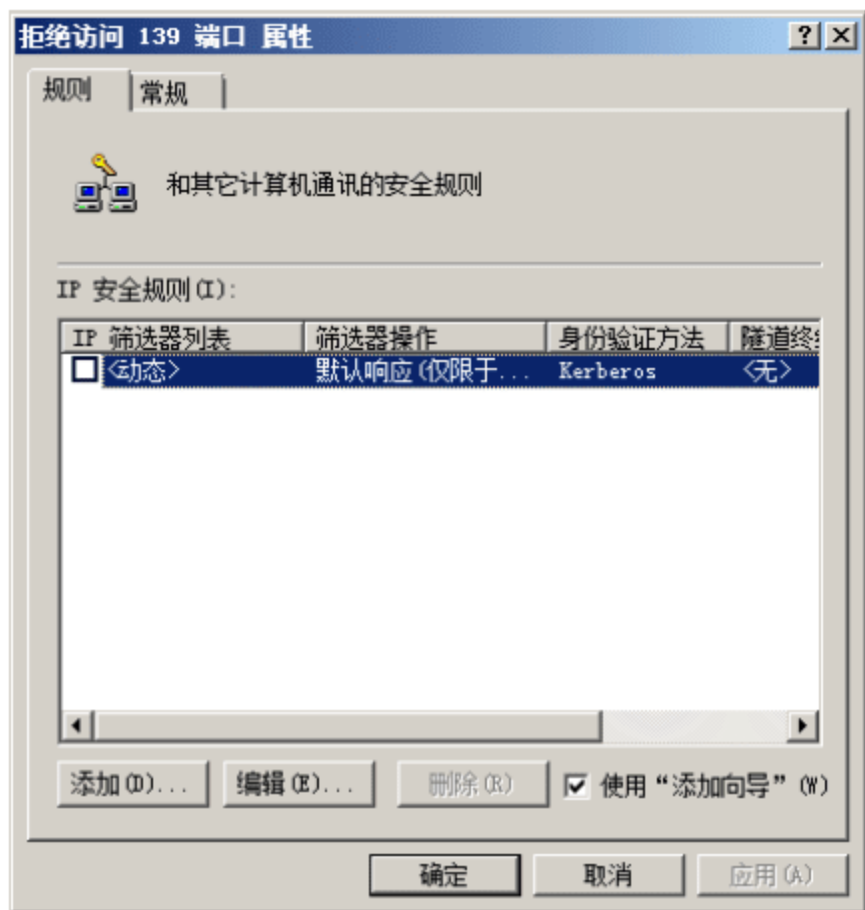 拒绝访问 139 端口 属性
规则 常规
和其它计算机通讯的安全规则
IP 安全规则(I):
IP 筛选器列表 筛选器操作 身份验证方法 隧道终
<动态> 默认响应(仅限于... Kerberos <无>
添加(D)... 编辑(E)... 删除(R) 使用“添加向导”(W)
确定 取消 应用(A)